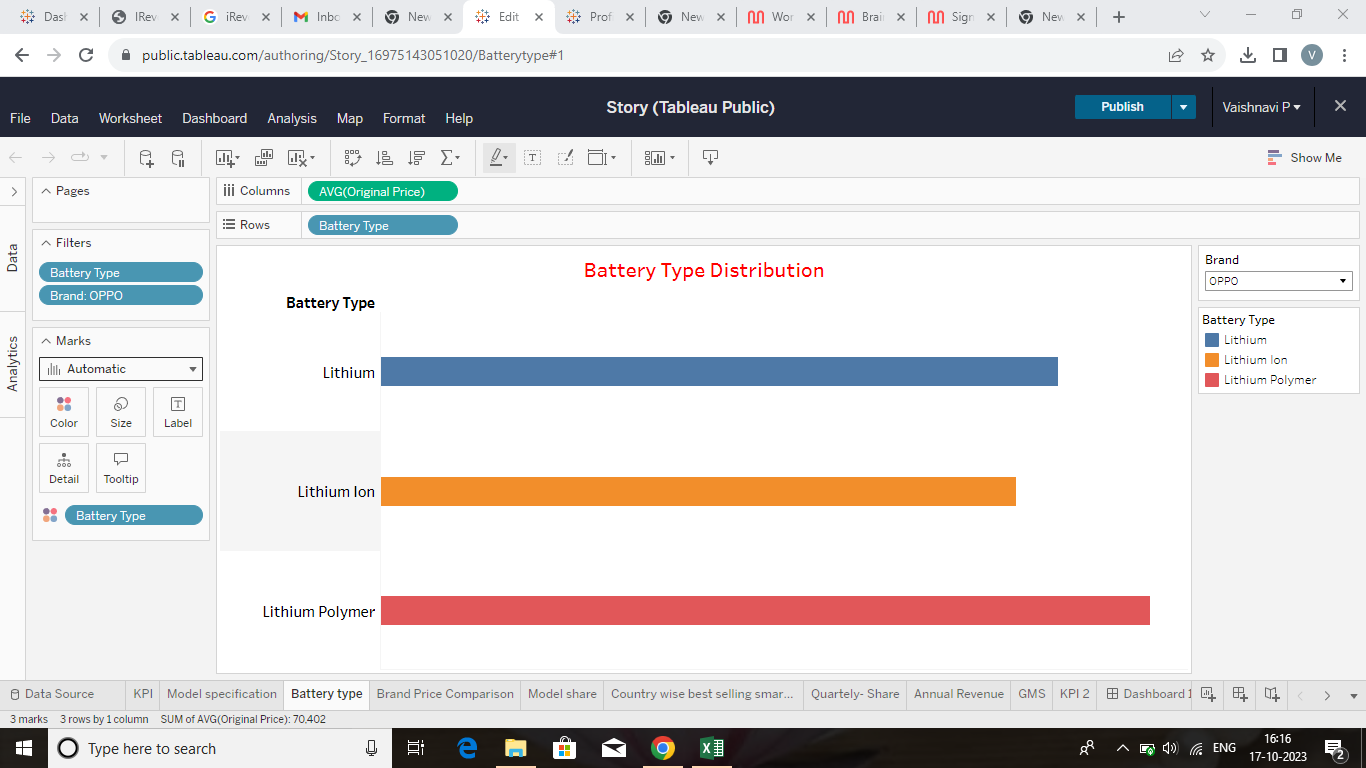 Dasl
IRev
iRev
Inbo
New
Edit
Profi
New
Wor
Brai
Sign
New
public.tableau.com/authoring/Story_16975143051020/Batterytype#1
V
Story (Tableau Public)
Publish
Vaishnavi P
File Data Worksheet Dashboard Analysis Map Format Help
Show Me
Pages
Columns
AVG(Original Price)
Rows
Battery Type
Data
Analytics
Filters
Battery Type
Brand: OPPO
Marks
Automatic
Color Size Label
Detail Tooltip
Battery Type
Battery Type Distribution
Battery Type
Lithium
Lithium Ion
Lithium Polymer
Brand
OPPO
Battery Type
Lithium
Lithium Ion
Lithium Polymer
Data Source KPI Model specification Battery type Brand Price Comparison Model share Country wise best selling smar... Quartely- Share Annual Revenue GMS KPI 2 Dashboard 1
3 marks 3 rows by 1 column SUM of AVG(Original Price): 70,402
Type here to search
ENG
16:16
17-10-2023
2